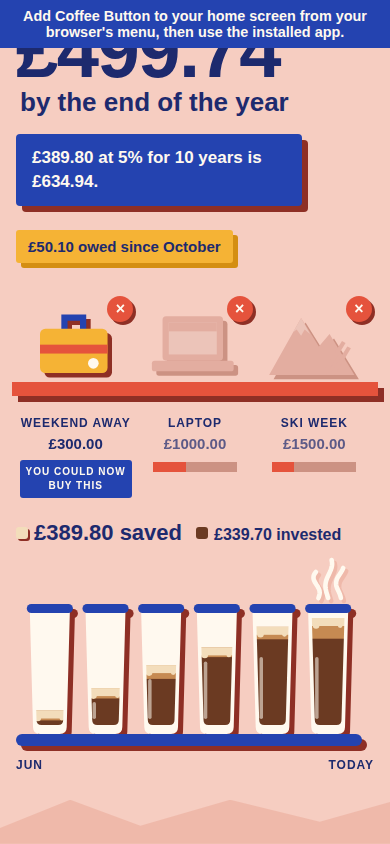 Add Coffee Button to your home screen from your
browser's menu, then use the installed app.
£499.74
by the end of the year
£389.80 at 5% for 10 years is
£634.94.
£50.10 owed since October
× × ×
WEEKEND AWAY LAPTOP SKI WEEK
£300.00 £1000.00 £1500.00
YOU COULD NOW
BUY THIS
£389.80 saved £339.70 invested
JUN TODAY